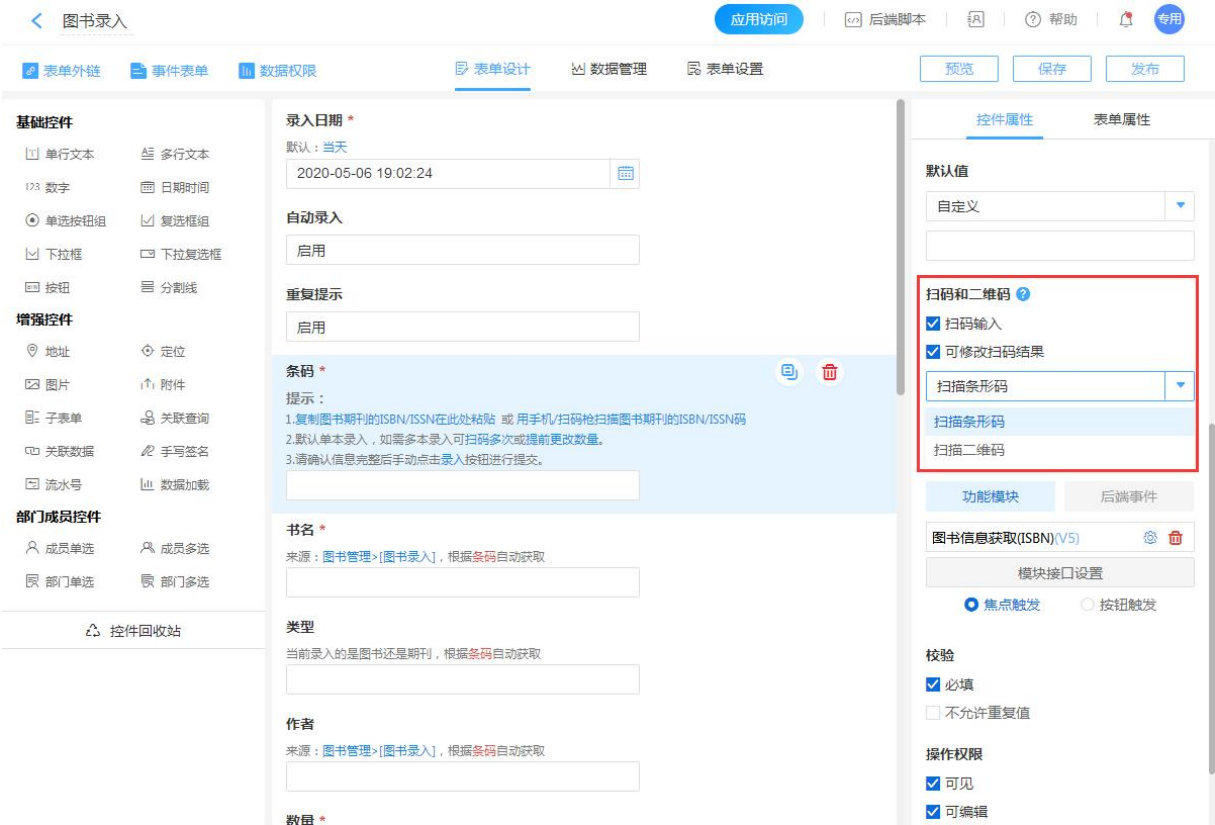 图书录入
应用访问
后端脚本
帮助
专用
表单外链
事件表单
数据权限
表单设计
数据管理
表单设置
预览
保存
发布
基础控件
单行文本
多行文本
123 数字
日期时间
单选按钮组
复选框组
下拉框
下拉复选框
按钮
分割线
增强控件
地址
定位
图片
附件
子表单
关联查询
关联数据
手写签名
流水号
数据加载
部门成员控件
成员单选
成员多选
部门单选
部门多选
控件回收站
录入日期 *
默认：当天
2020-05-06 19:02:24
自动录入
启用
重复提示
启用
条码 *
提示：
1.复制图书期刊的ISBN/ISSN在此处粘贴 或 用手机/扫码枪扫描图书期刊的ISBN/ISSN码
2.默认单本录入，如需多本录入可扫码多次或提前更改数量。
3.请确认信息完整后手动点击录入按钮进行提交。
书名 *
来源：图书管理>[图书录入]，根据条码自动获取
类型
当前录入的是图书还是期刊，根据条码自动获取
作者
来源：图书管理>[图书录入]，根据条码自动获取
数量 *
控件属性
表单属性
默认值
自定义
扫码和二维码 ?
扫码输入
可修改扫码结果
扫描条形码
扫描条形码
扫描二维码
功能模块
后端事件
图书信息获取(ISBN)(V5)
模块接口设置
焦点触发
按钮触发
校验
必填
不允许重复值
操作权限
可见
可编辑